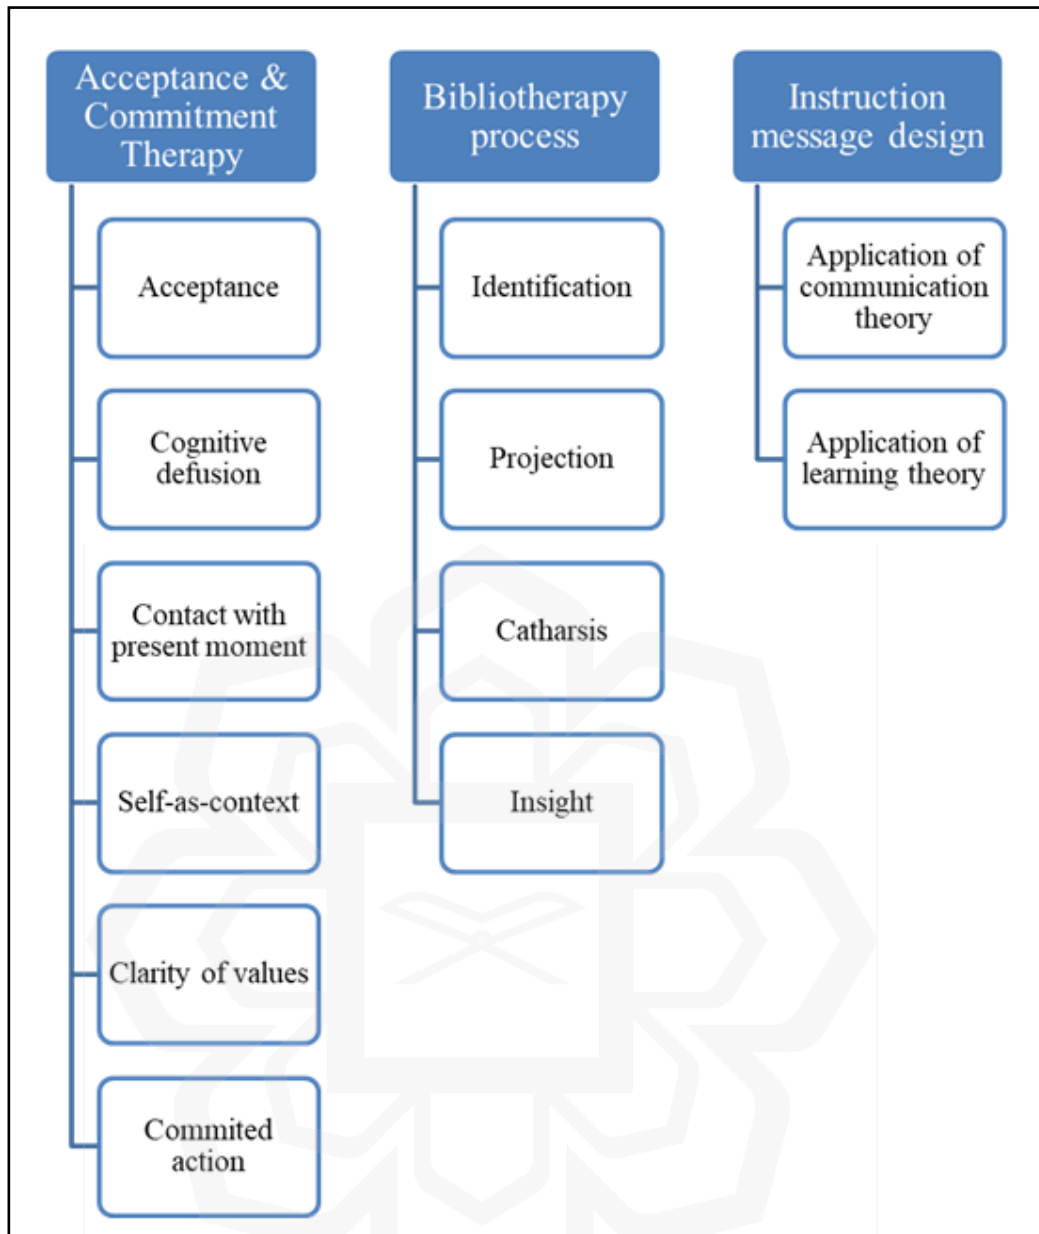 Acceptance &
Commitment
Therapy
Acceptance
Cognitive
defusion
Contact with
present moment
Self-as-context
Clarity of values
Commited
action
Bibliotherapy
process
Identification
Projection
Catharsis
Insight
Instruction
message design
Application of
communication
theory
Application of
learning theory